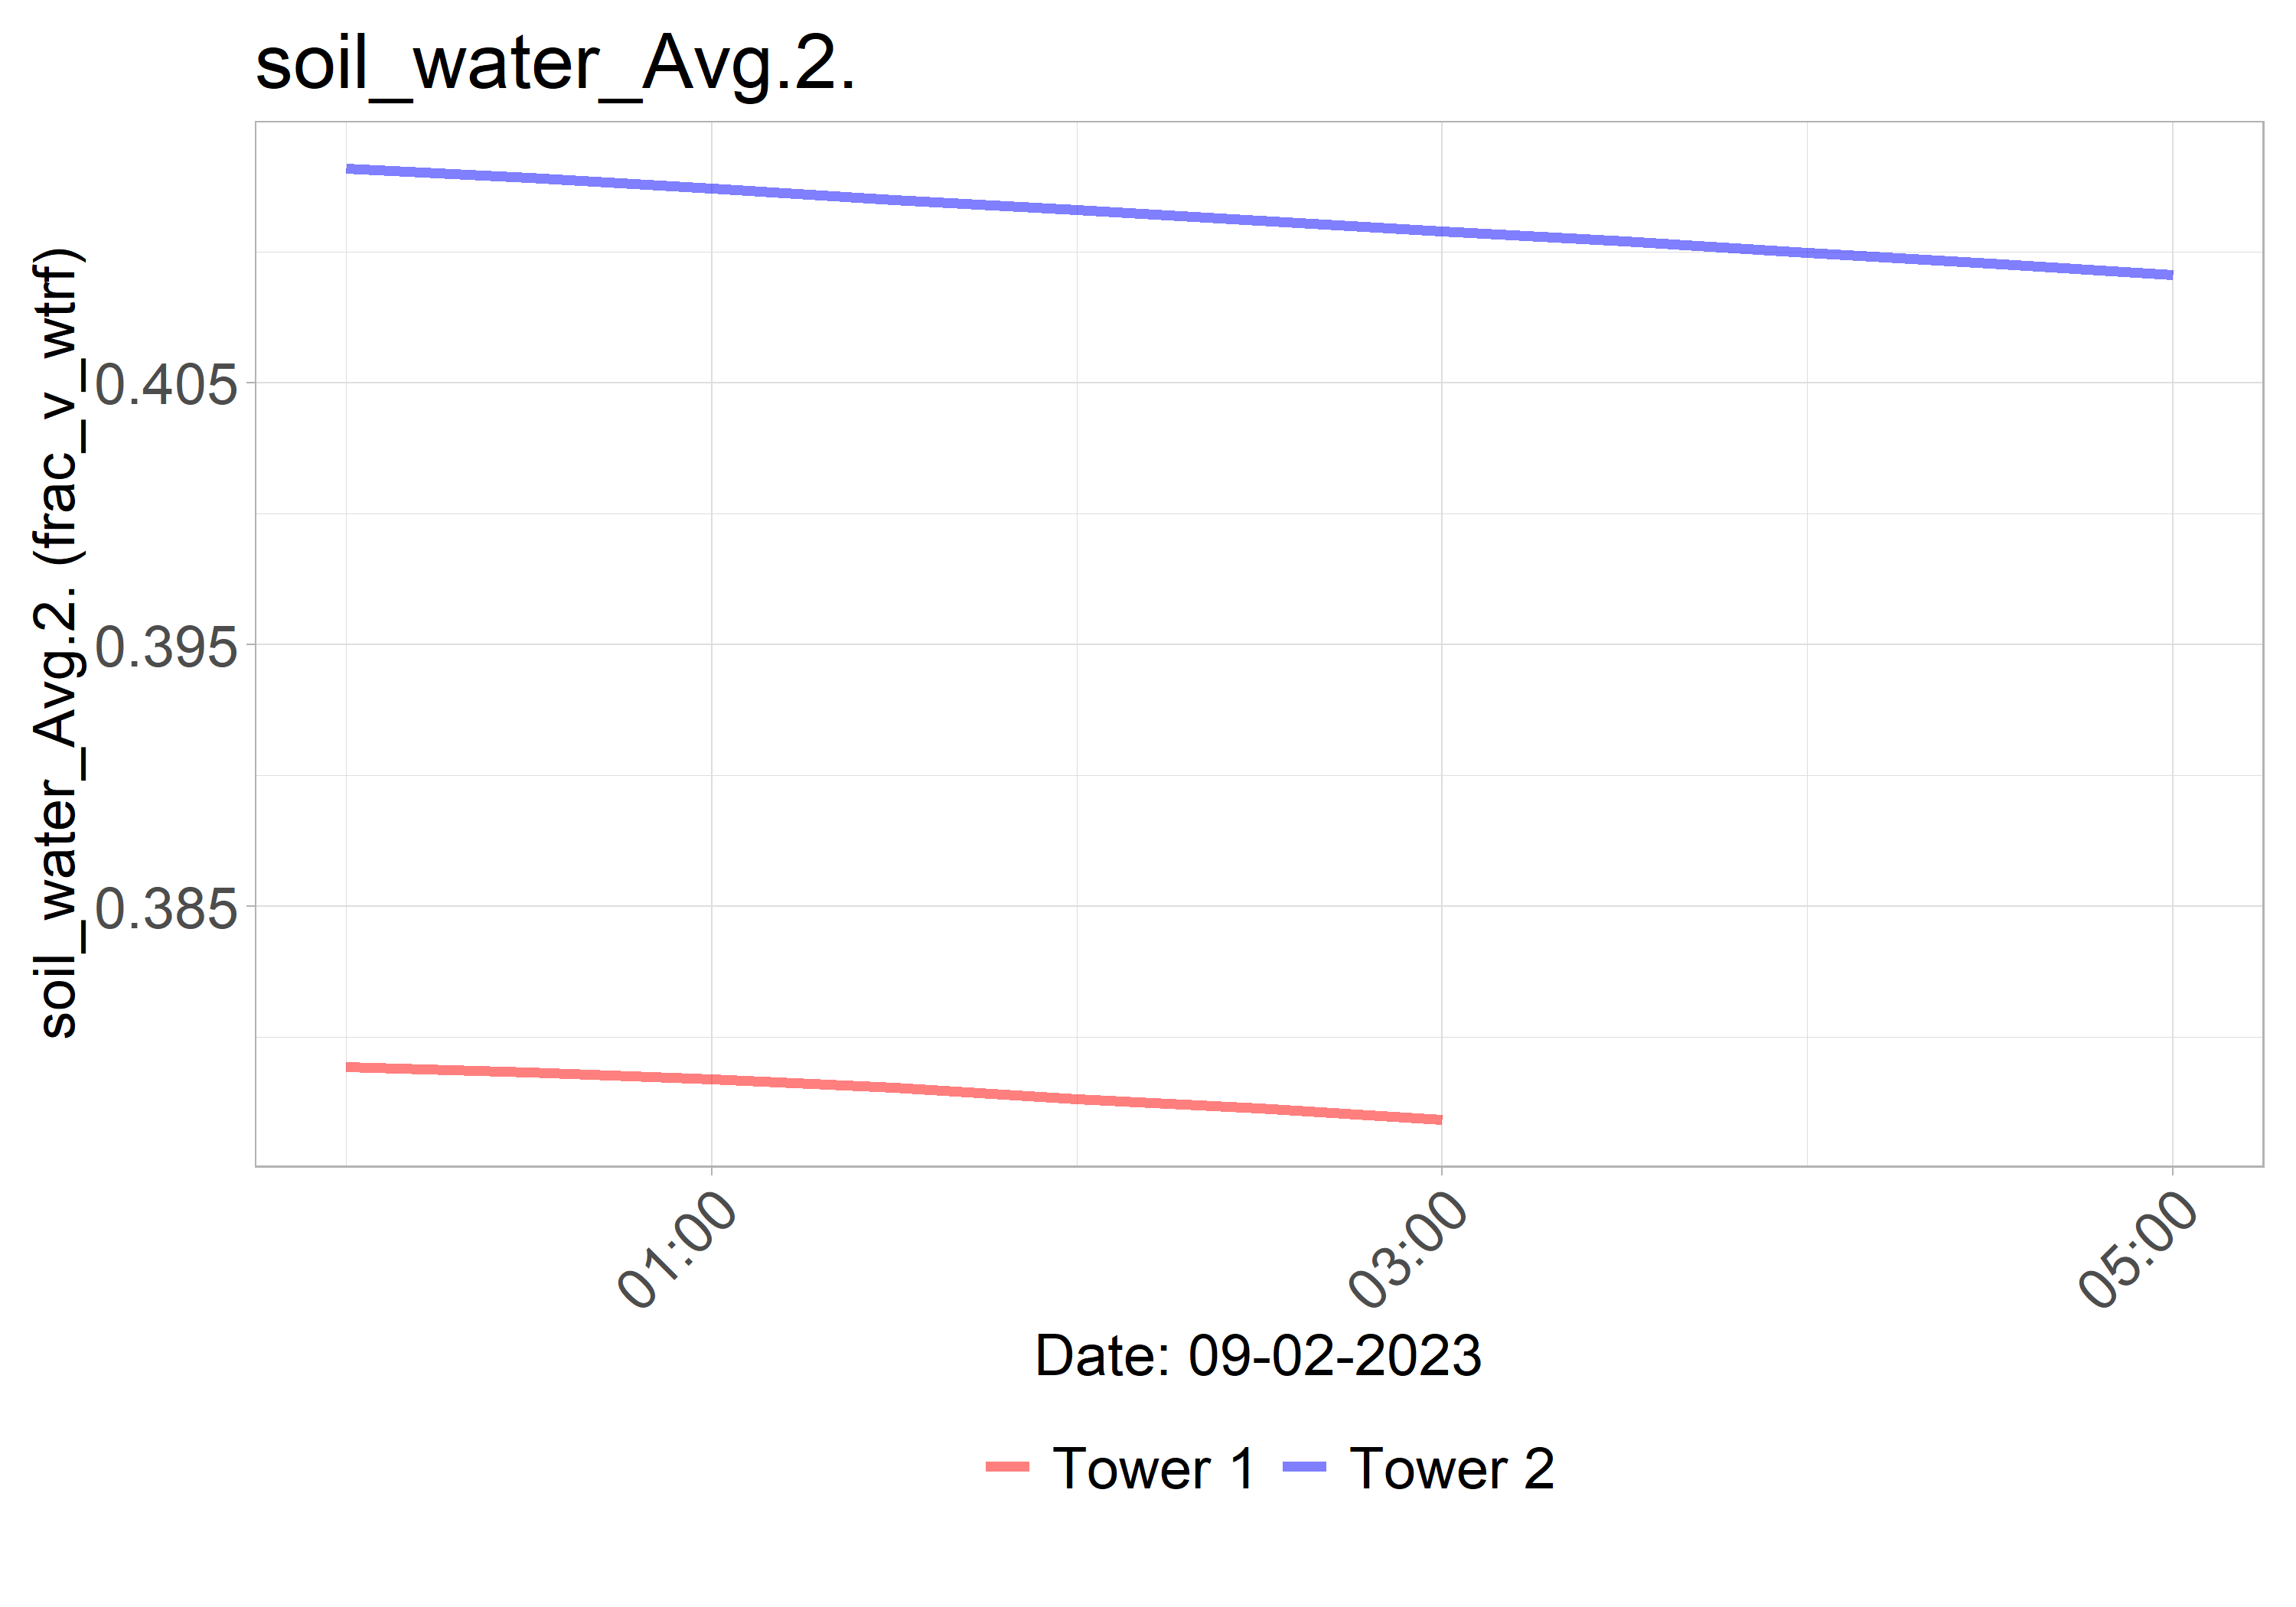 soil_water_Avg.2.
soil_water_Avg.2. (frac_v_wtrf)
0.405
0.395
0.385
01:00
03:00
05:00
Date: 09-02-2023
Tower 1
Tower 2